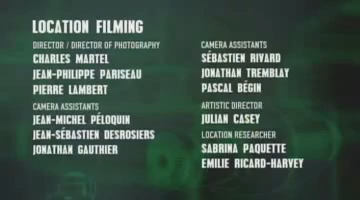 LOCATION FILMING
DIRECTOR / DIRECTOR OF PHOTOGRAPHY
CHARLES MARTEL
JEAN-PHILIPPE PARISEAU
PIERRE LAMBERT
CAMERA ASSISTANTS
JEAN-MICHEL PÉLOQUIN
JEAN-SÉBASTIEN DESROSIERS
JONATHAN GAUTHIER
CAMERA ASSISTANTS
SÉBASTIEN RIVARD
JONATHAN TREMBLAY
PASCAL BÉGIN
ARTISTIC DIRECTOR
JULIAN CASEY
LOCATION RESEARCHER
SABRINA PAQUETTE
EMILIE RICARD-HARVEY